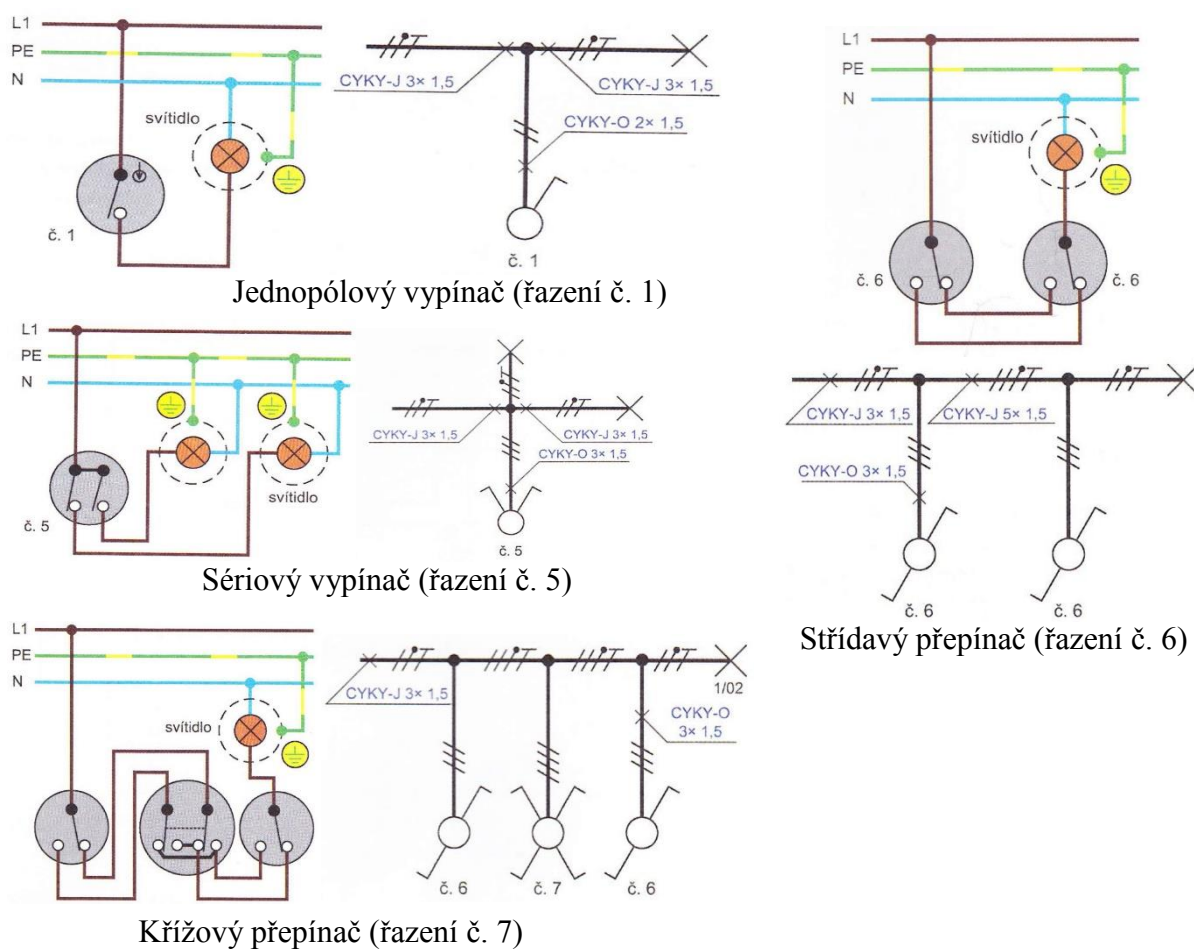 L1
PE
N
svítidlo
č. 1
CYKY-J 3× 1,5
CYKY-J 3× 1,5
CYKY-O 2× 1,5
č. 1
Jednopólový vypínač (řazení č. 1)
L1
PE
N
svítidlo
č. 5
CYKY-J 3× 1,5
CYKY-J 3× 1,5
CYKY-O 3× 1,5
č. 5
Sériový vypínač (řazení č. 5)
L1
PE
N
svítidlo
č. 6
č. 6
CYKY-J 3× 1,5
CYKY-J 5× 1,5
CYKY-O 3× 1,5
č. 6
č. 6
Střídavý přepínač (řazení č. 6)
L1
PE
N
svítidlo
CYKY-J 3× 1,5
1/02
CYKY-O
3× 1,5
č. 6
č. 7
č. 6
Křížový přepínač (řazení č. 7)